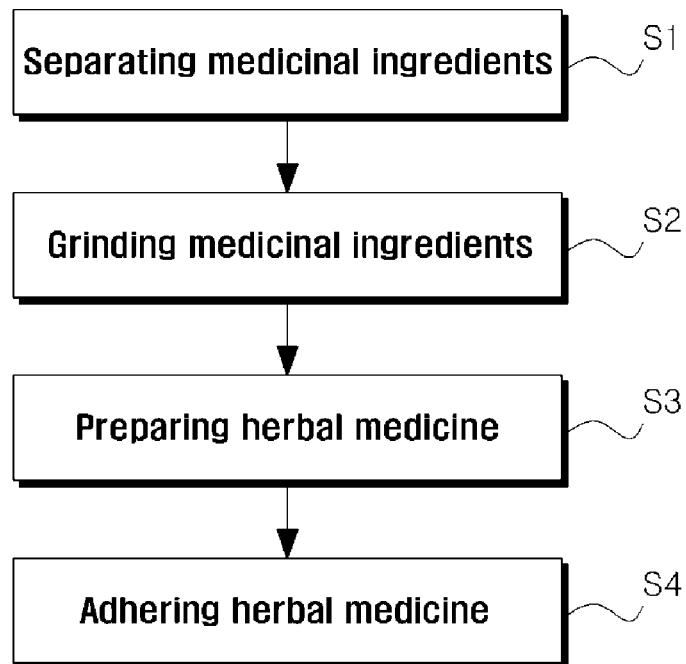 Separating medicinal ingredients
S1
Grinding medicinal ingredients
S2
Preparing herbal medicine
S3
Adhering herbal medicine
S4